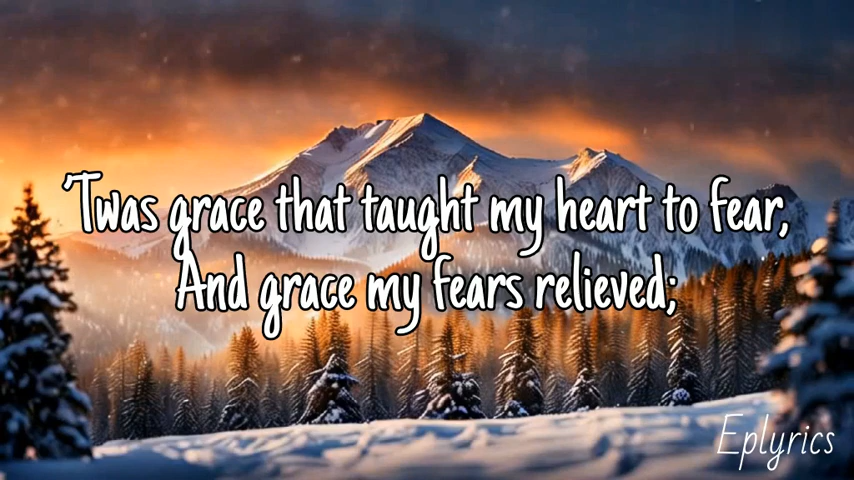 'Twas grace that taught my heart to fear,
And grace my fears relieved;
Eplyrics